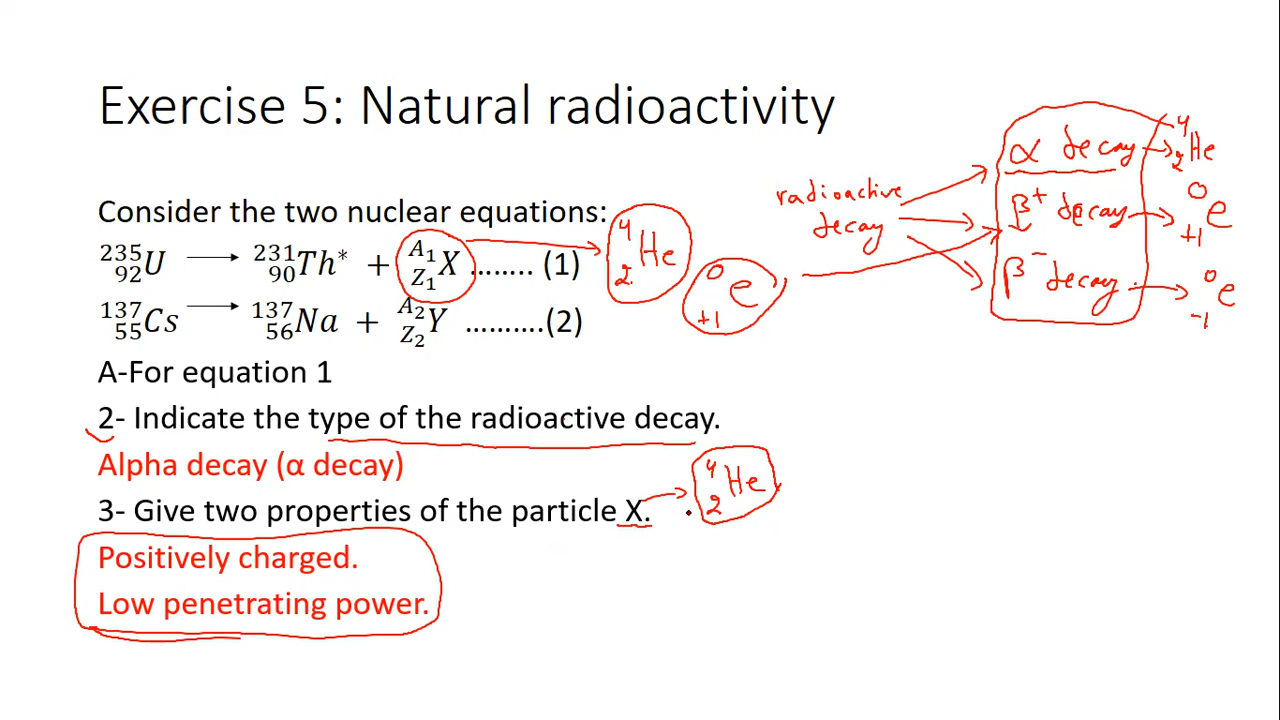 Exercise 5: Natural radioactivity
Consider the two nuclear equations:
²³⁵₉₂U → ²³¹₉₀Th* + ᴬ¹Z₁X ........ (1)
¹³⁷₅₅Cs → ¹³⁷₅₆Na + ᴬ²Z₂Y ..........(2)
⁴₂He
⁰₊₁e
radioactive
decay
α decay → ⁴₂He
β⁺ decay → ⁰₊₁e
β⁻ decay → ⁰₋₁e
A-For equation 1
2- Indicate the type of the radioactive decay.
Alpha decay (α decay)
3- Give two properties of the particle X. → ⁴₂He
Positively charged.
Low penetrating power.